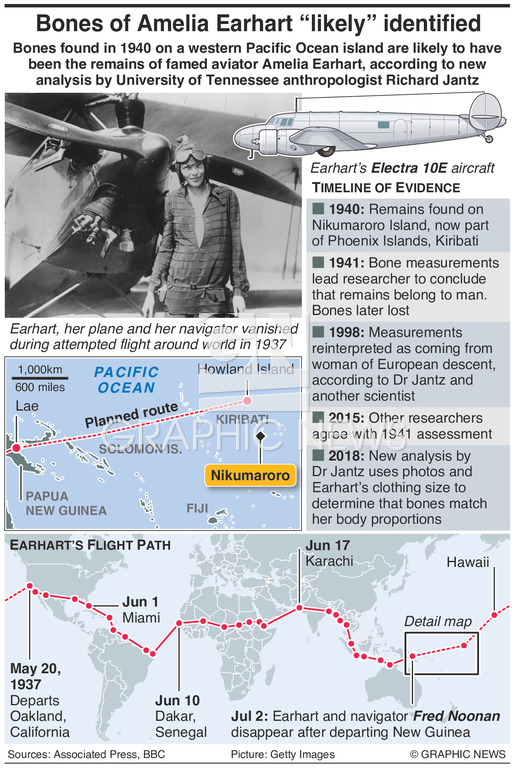 Bones of Amelia Earhart “likely” identified
Bones found in 1940 on a western Pacific Ocean island are likely to have
been the remains of famed aviator Amelia Earhart, according to new
analysis by University of Tennessee anthropologist Richard Jantz
Earhart’s Electra 10E aircraft
TIMELINE OF EVIDENCE
1940: Remains found on
Nikumaroro Island, now part
of Phoenix Islands, Kiribati
1941: Bone measurements
lead researcher to conclude
that remains belong to man.
Bones later lost
1998: Measurements
reinterpreted as coming from
woman of European descent,
according to Dr Jantz and
another scientist
2015: Other researchers
agree with 1941 assessment
2018: New analysis by
Dr Jantz uses photos and
Earhart’s clothing size to
determine that bones match
her body proportions
Earhart, her plane and her navigator vanished
during attempted flight around world in 1937
1,000km
600 miles
PACIFIC
OCEAN
Howland Island
Lae
Planned route
KIRIBATI
SOLOMON IS.
Nikumaroro
PAPUA
NEW GUINEA
FIJI
GRAPHIC NEWS
EARHART’S FLIGHT PATH
Jun 17
Karachi
Hawaii
Jun 1
Miami
Detail map
May 20,
1937
Departs
Oakland,
California
Jun 10
Dakar,
Senegal
Jul 2: Earhart and navigator Fred Noonan
disappear after departing New Guinea
Sources: Associated Press, BBC
Picture: Getty Images
© GRAPHIC NEWS